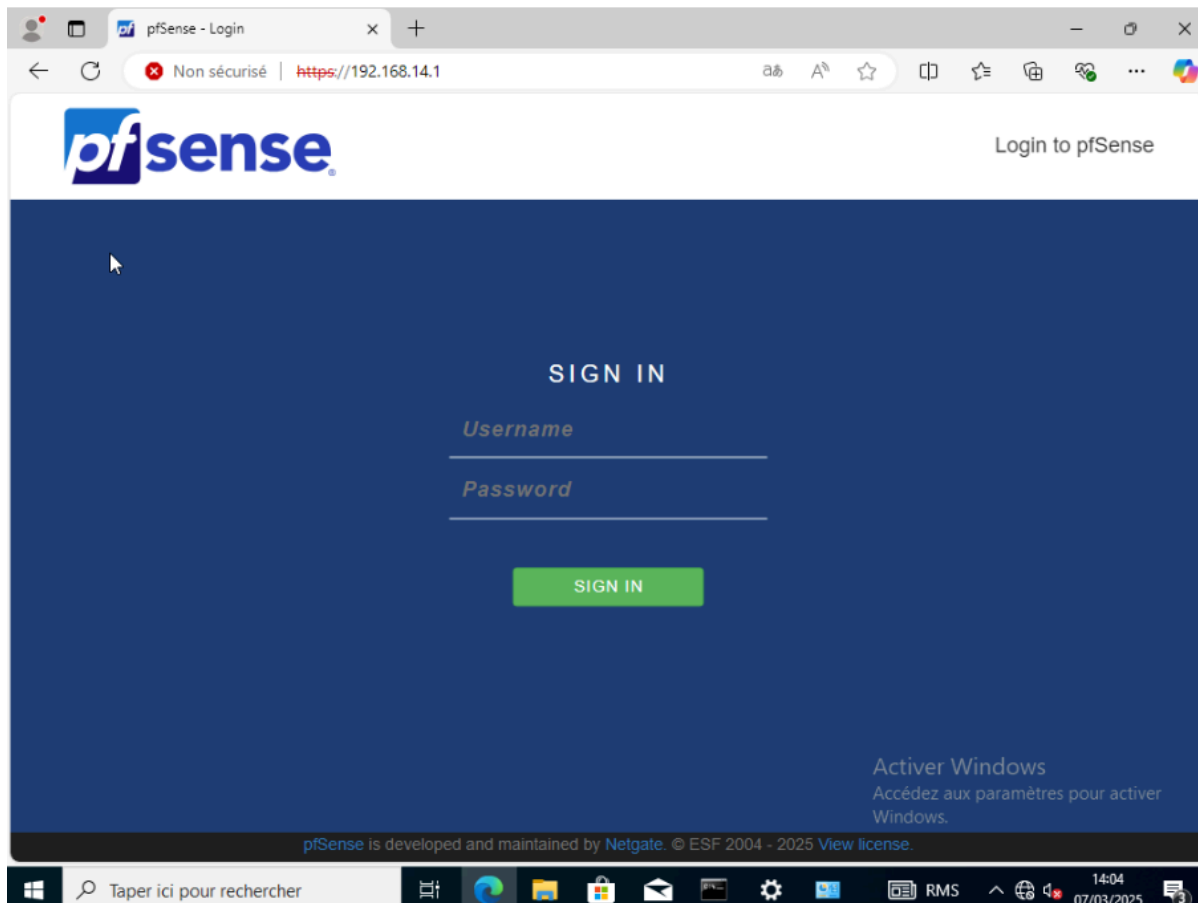 pfSense - Login
Non sécurisé | https://192.168.14.1
pfsense®
Login to pfSense
SIGN IN
Username
Password
SIGN IN
Activer Windows
Accédez aux paramètres pour activer
Windows.
pfSense is developed and maintained by Netgate. © ESF 2004 - 2025 View license.
Taper ici pour rechercher
RMS
14:04
07/03/2025
3